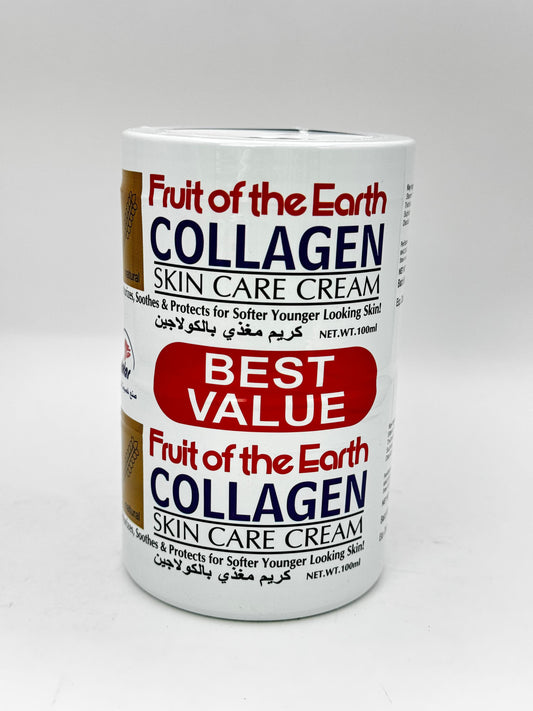 Fruit of the Earth
COLLAGEN
SKIN CARE CREAM
Soothes & Protects for Softer Younger Looking Skin!
كريم مغذي بالكولاجين NET.WT.100ml
natural
BEST
VALUE
Fruit of the Earth
COLLAGEN
SKIN CARE CREAM
Soothes & Protects for Softer Younger Looking Skin!
كريم مغذي بالكولاجين NET.WT.100ml
natural